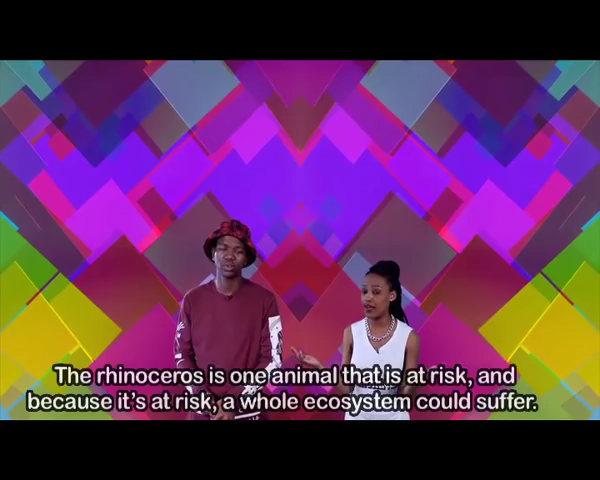 The rhinoceros is one animal that is at risk, and
because it's at risk, a whole ecosystem could suffer.